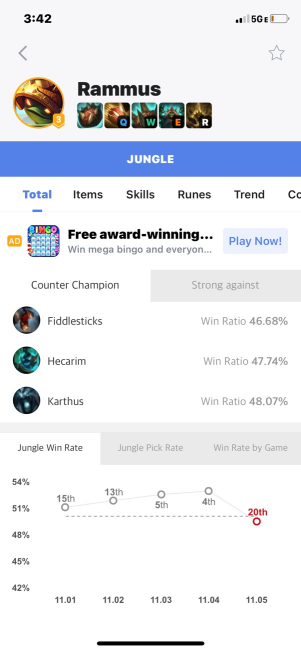 3:42
5GE
Rammus
3
Q W E R
JUNGLE
Total Items Skills Runes Trend Co
AD
BINGO
Free award-winning...
Win mega bingo and everyon...
Play Now!
Counter Champion Strong against
Fiddlesticks Win Ratio 46.68%
Hecarim Win Ratio 47.74%
Karthus Win Ratio 48.07%
Jungle Win Rate Jungle Pick Rate Win Rate by Game
54%
51%
48%
45%
42%
15th 13th 5th 4th 20th
11.01 11.02 11.03 11.04 11.05